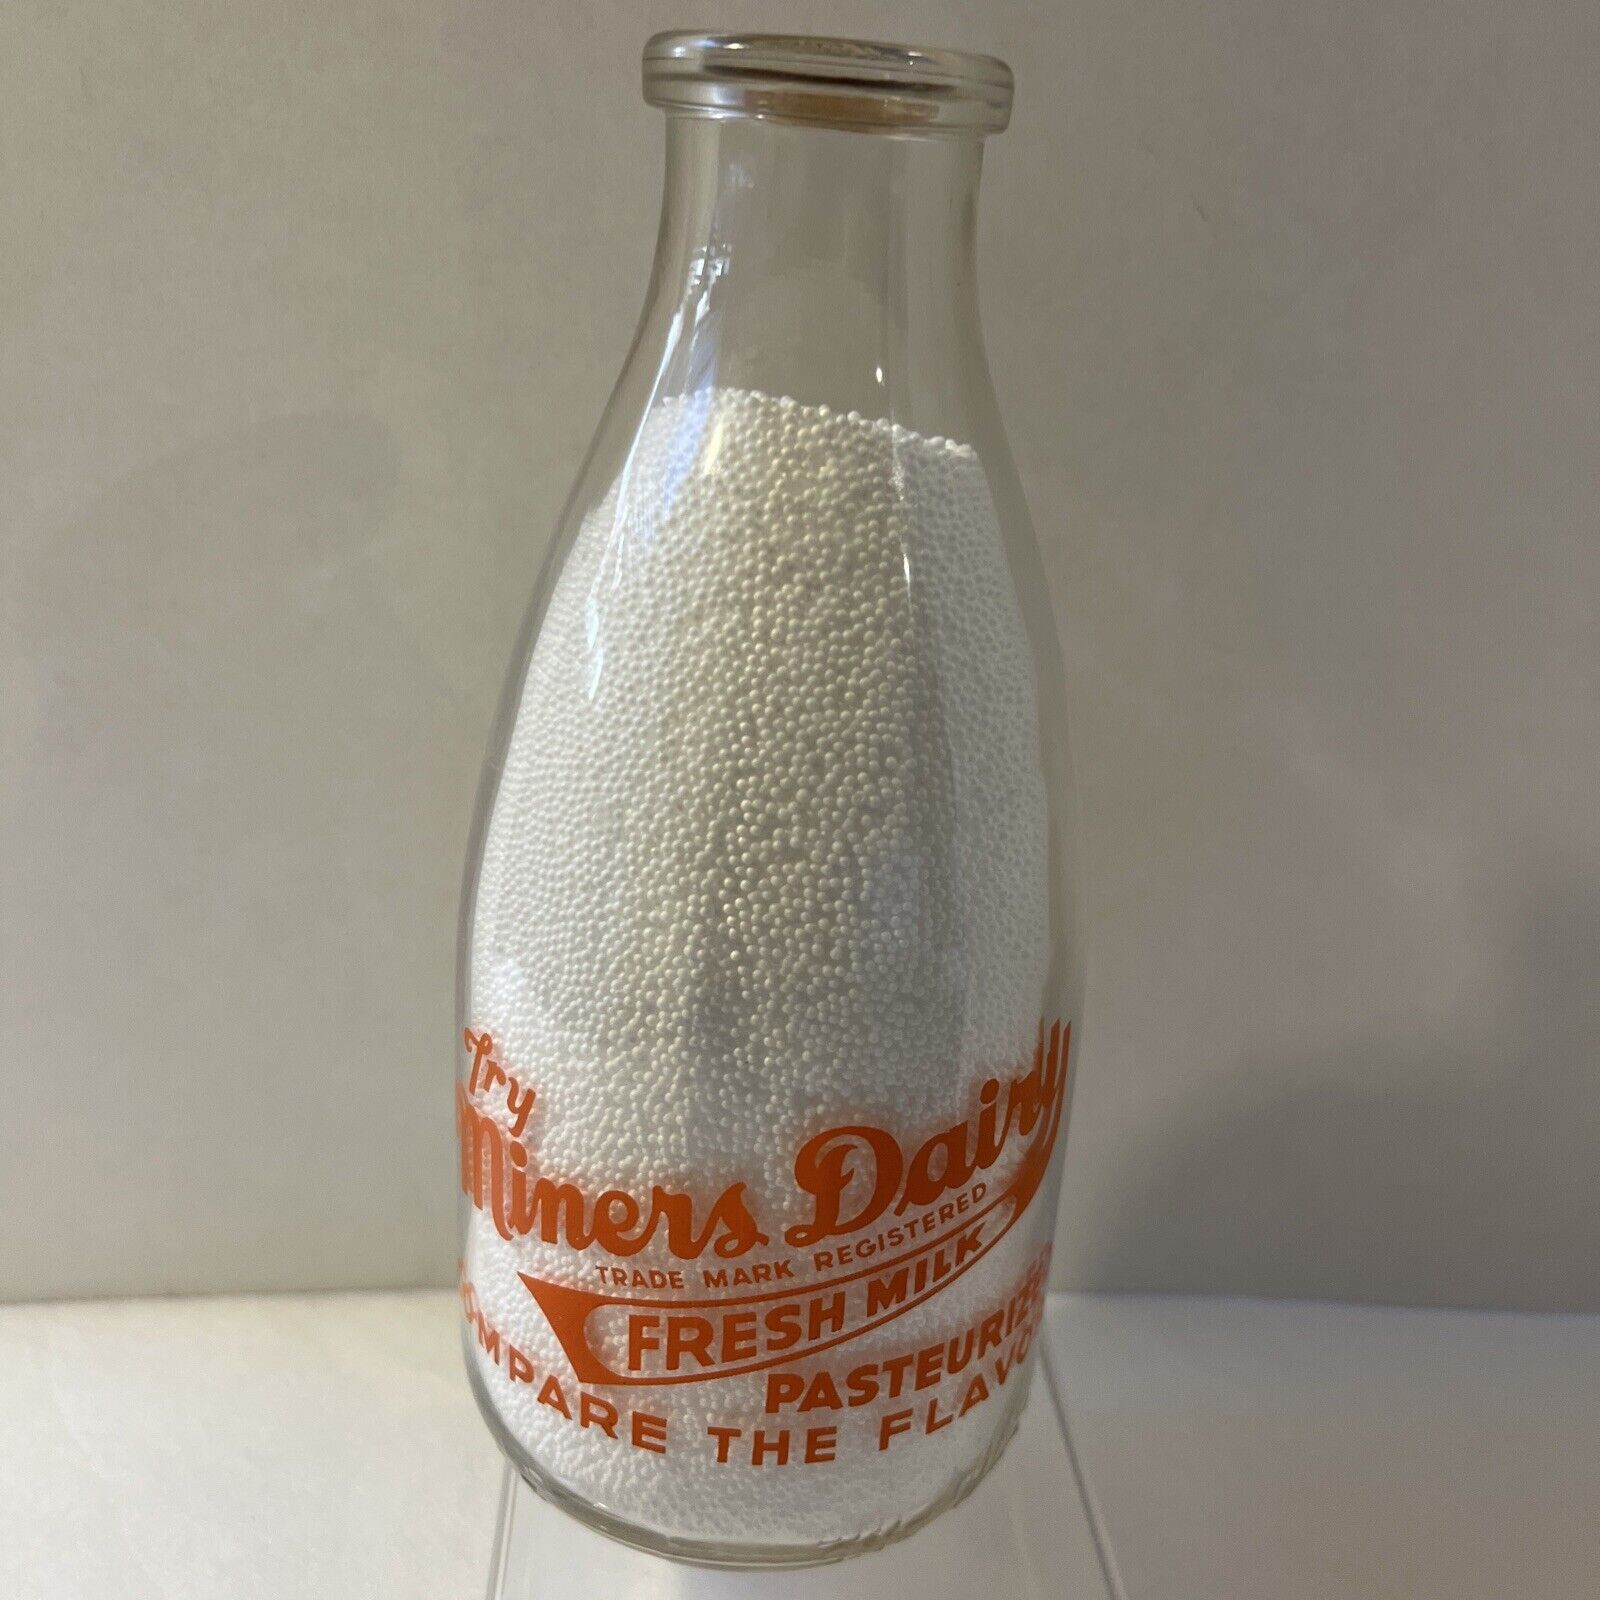 Try
Miners Dairy
TRADE MARK REGISTERED
FRESH MILK
PASTEURIZED
COMPARE THE FLAVOR